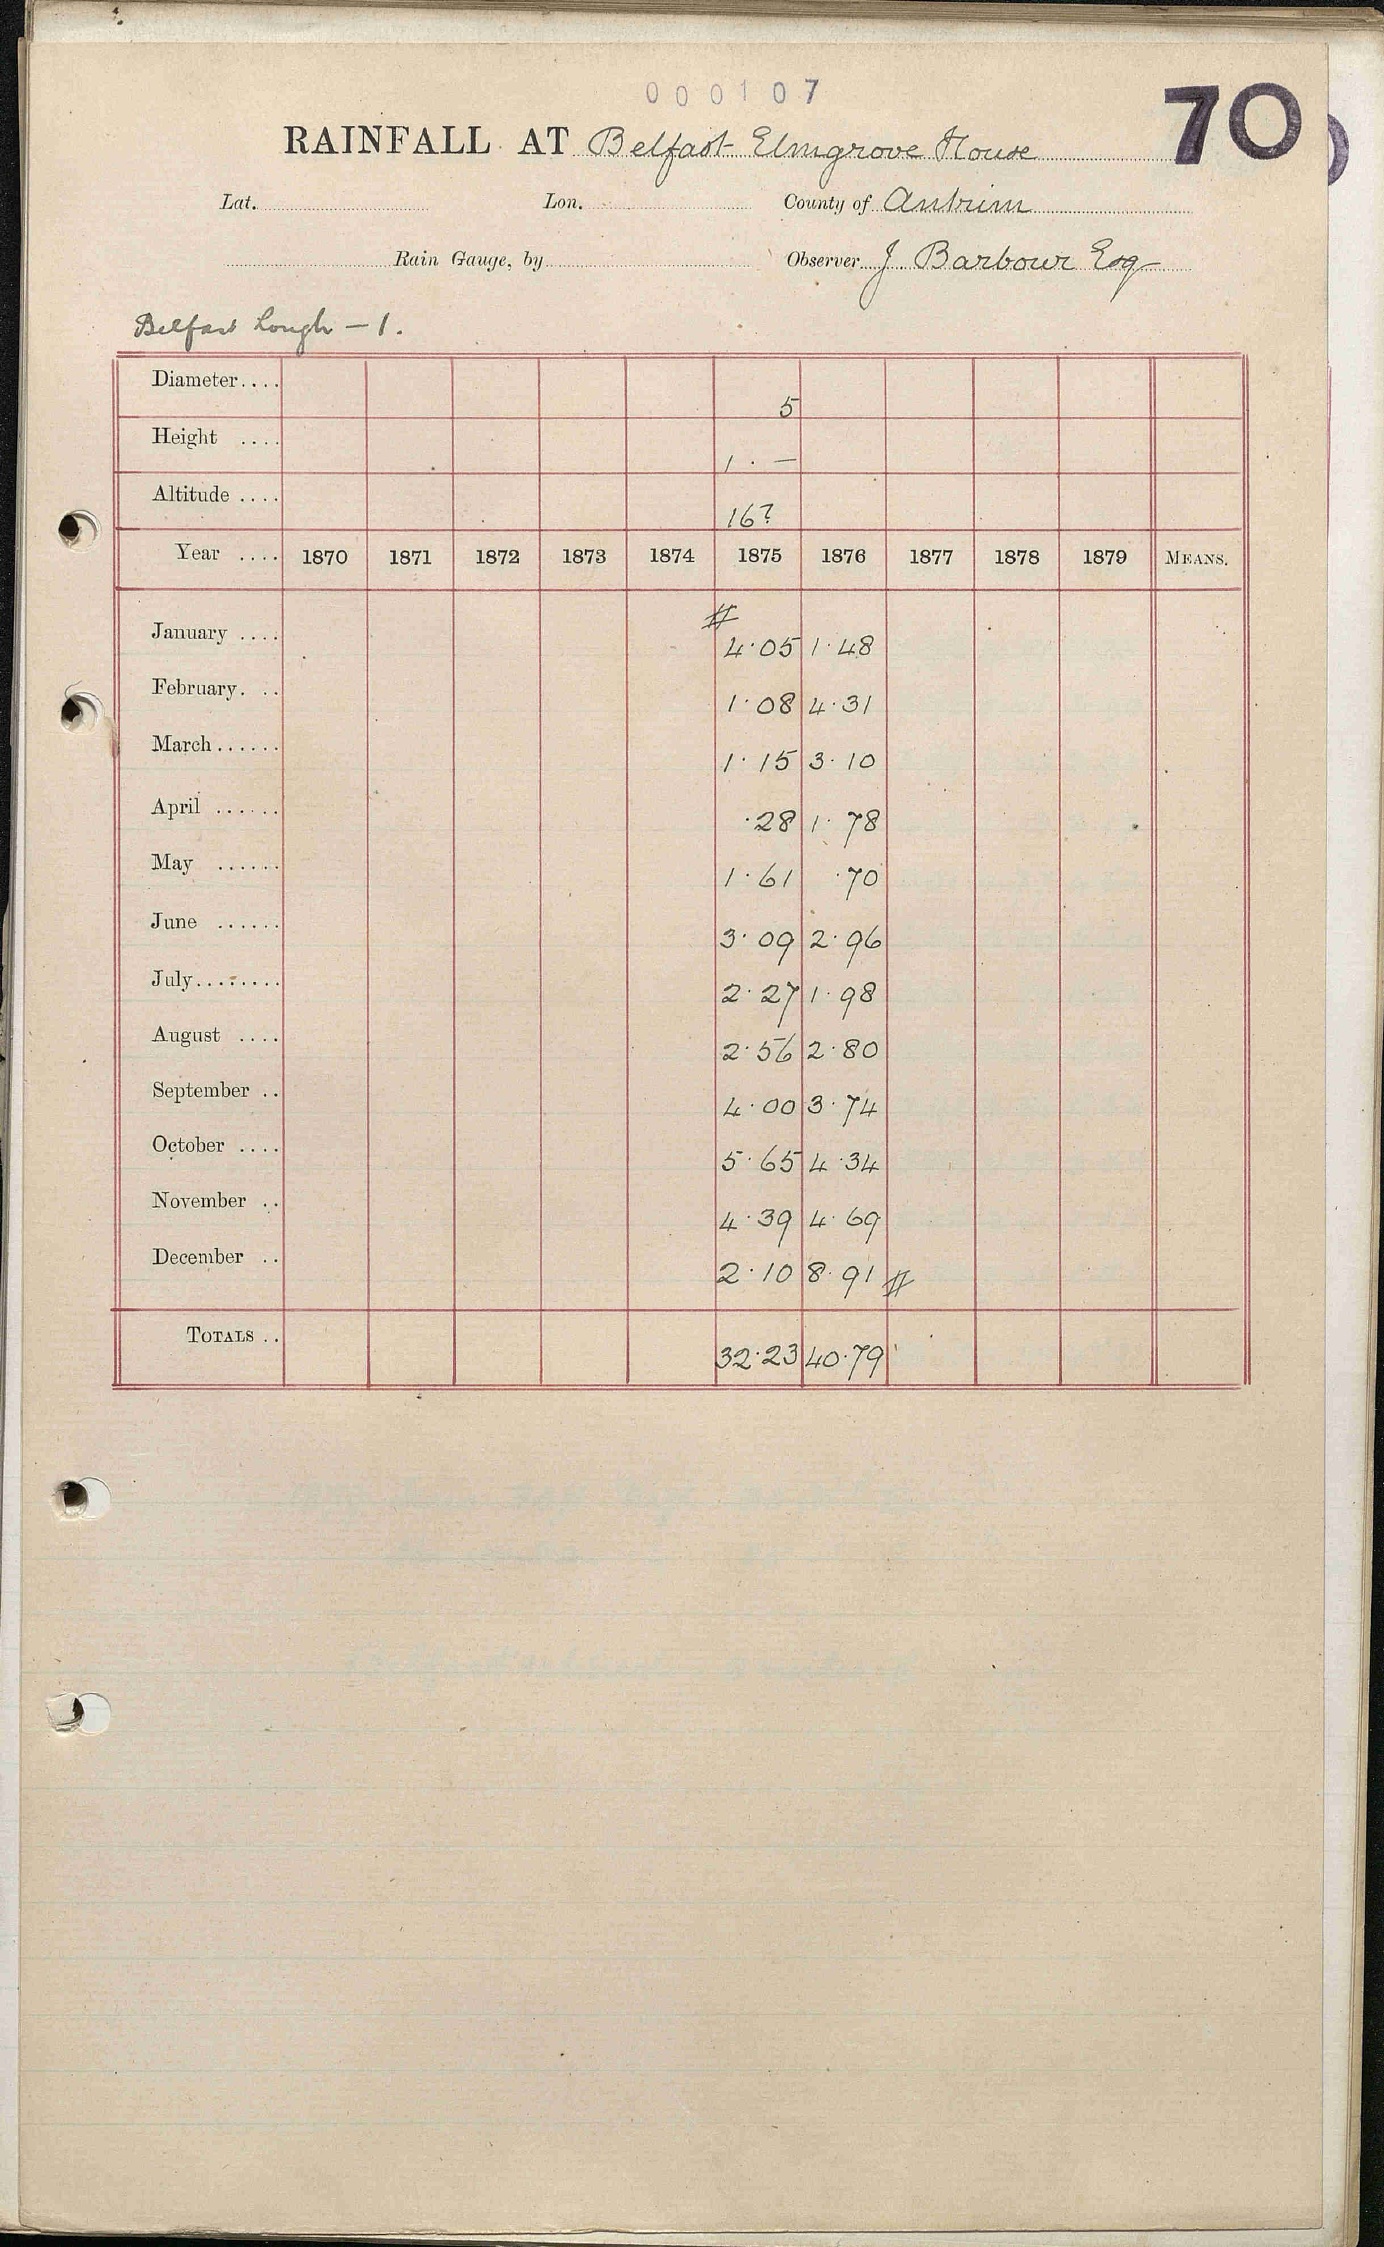 000107
70
RAINFALL AT Belfast Elmgrove House
Lat. Lon. County of Antrim
Rain Gauge, by Observer J. Barbour Esq
Belfast Lough – 1.
Diameter.... 5
Height .... 1 . —
Altitude .... 16?
Year .... 1870 1871 1872 1873 1874 1875 1876 1877 1878 1879 MEANS.
#
January .... 4.05 1.48
February. .. 1.08 4.31
March...... 1.15 3.10
April ...... .28 1.78
May ...... 1.61 .70
June ...... 3.09 2.96
July........ 2.27 1.98
August .... 2.56 2.80
September .. 4.00 3.74
October .... 5.65 4.34
November .. 4.39 4.69
December .. 2.10 8.91 #
TOTALS .. 32.23 40.79